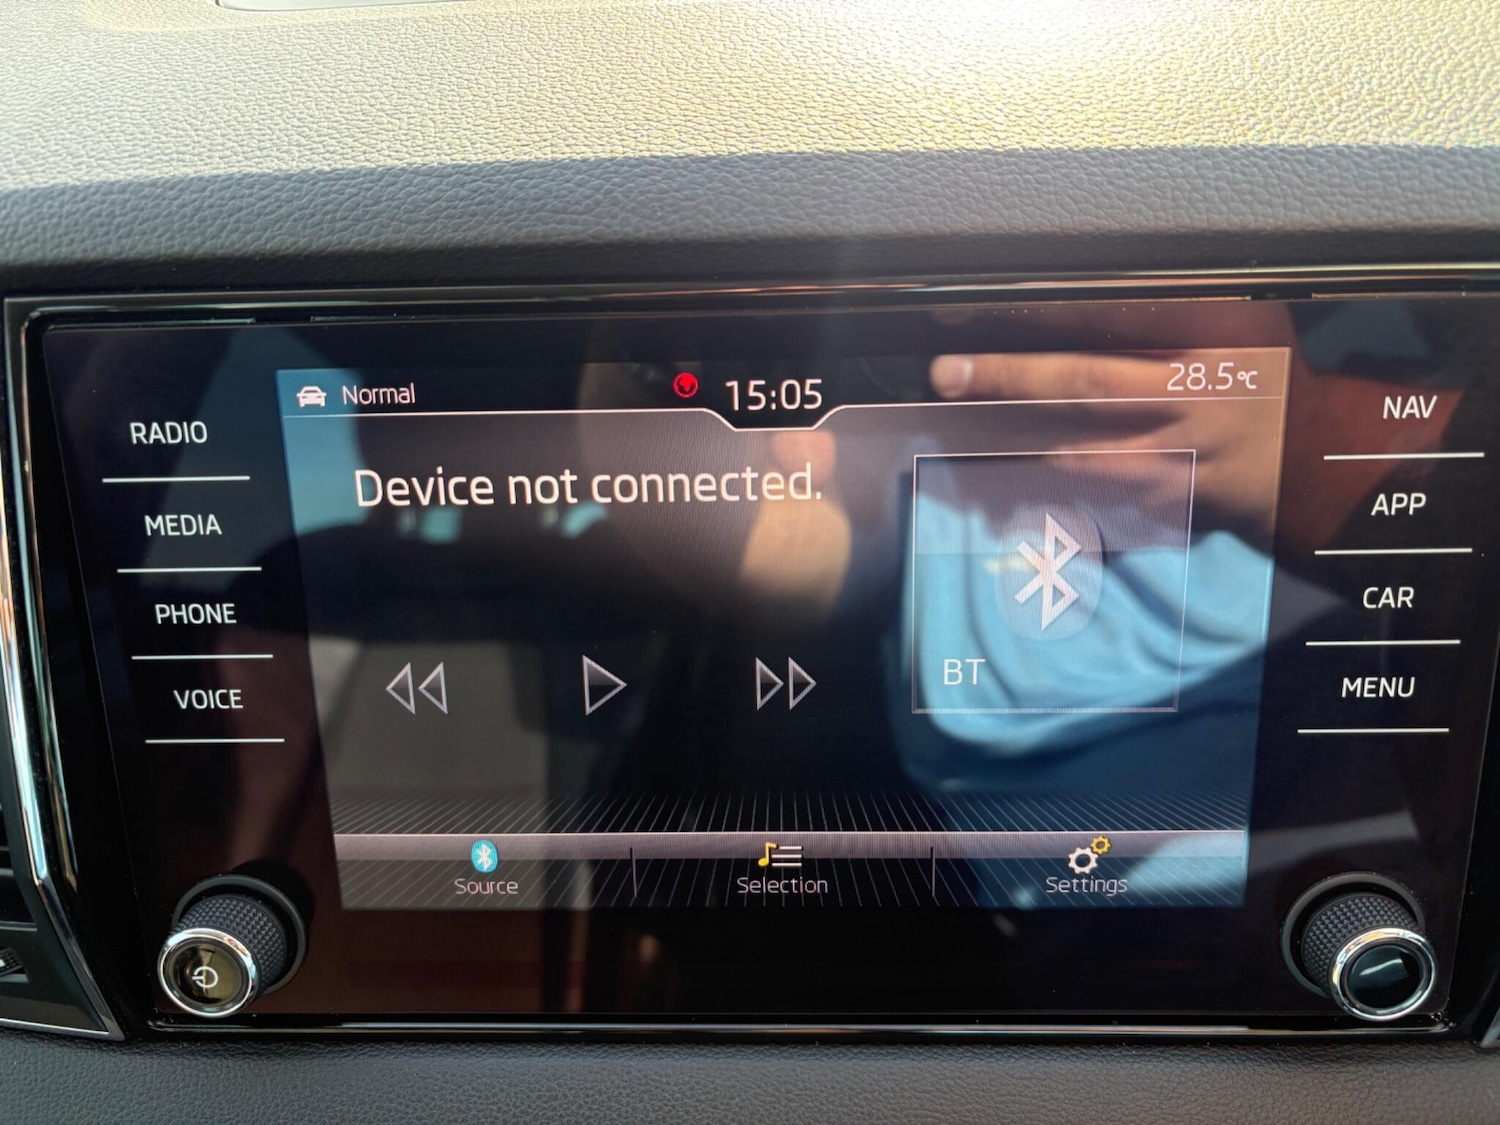 Normal
15:05
28.5°C
RADIO
MEDIA
PHONE
VOICE
Device not connected.
BT
NAV
APP
CAR
MENU
Source
Selection
Settings